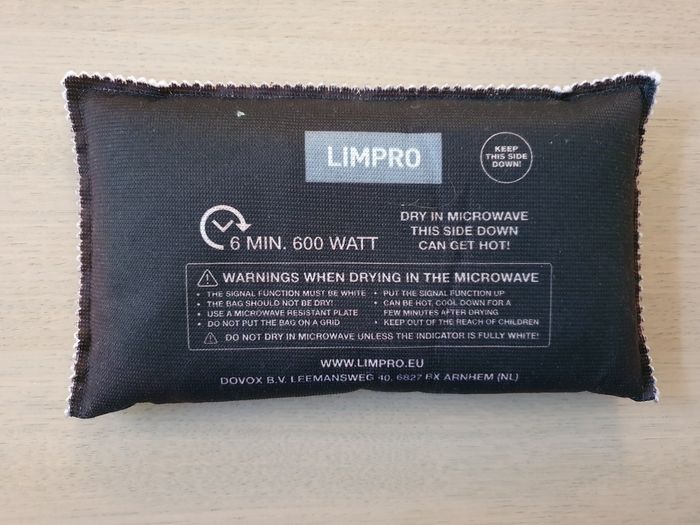 LIMPRO
KEEP
THIS SIDE
DOWN!
6 MIN. 600 WATT
DRY IN MICROWAVE
THIS SIDE DOWN
CAN GET HOT!
WARNINGS WHEN DRYING IN THE MICROWAVE
• THE SIGNAL FUNCTION MUST BE WHITE
• THE BAG SHOULD NOT BE DRY!
• USE A MICROWAVE RESISTANT PLATE
• DO NOT PUT THE BAG ON A GRID
• PUT THE SIGNAL FUNCTION UP
• CAN BE HOT, COOL DOWN FOR A
FEW MINUTES AFTER DRYING
• KEEP OUT OF THE REACH OF CHILDREN
DO NOT DRY IN MICROWAVE UNLESS THE INDICATOR IS FULLY WHITE!
WWW.LIMPRO.EU
DOVOX B.V. LEEMANSWEG 40, 6827 BX ARNHEM (NL)